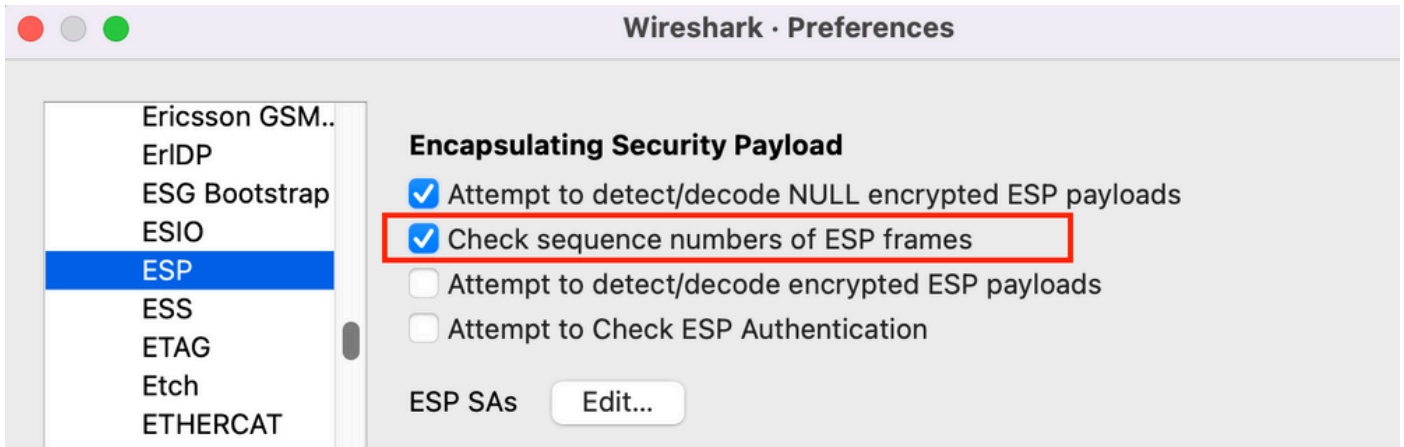 Wireshark · Preferences
Ericsson GSM..
ErlDP
ESG Bootstrap
ESIO
ESP
ESS
ETAG
Etch
ETHERCAT
Encapsulating Security Payload
Attempt to detect/decode NULL encrypted ESP payloads
Check sequence numbers of ESP frames
Attempt to detect/decode encrypted ESP payloads
Attempt to Check ESP Authentication
ESP SAs Edit...